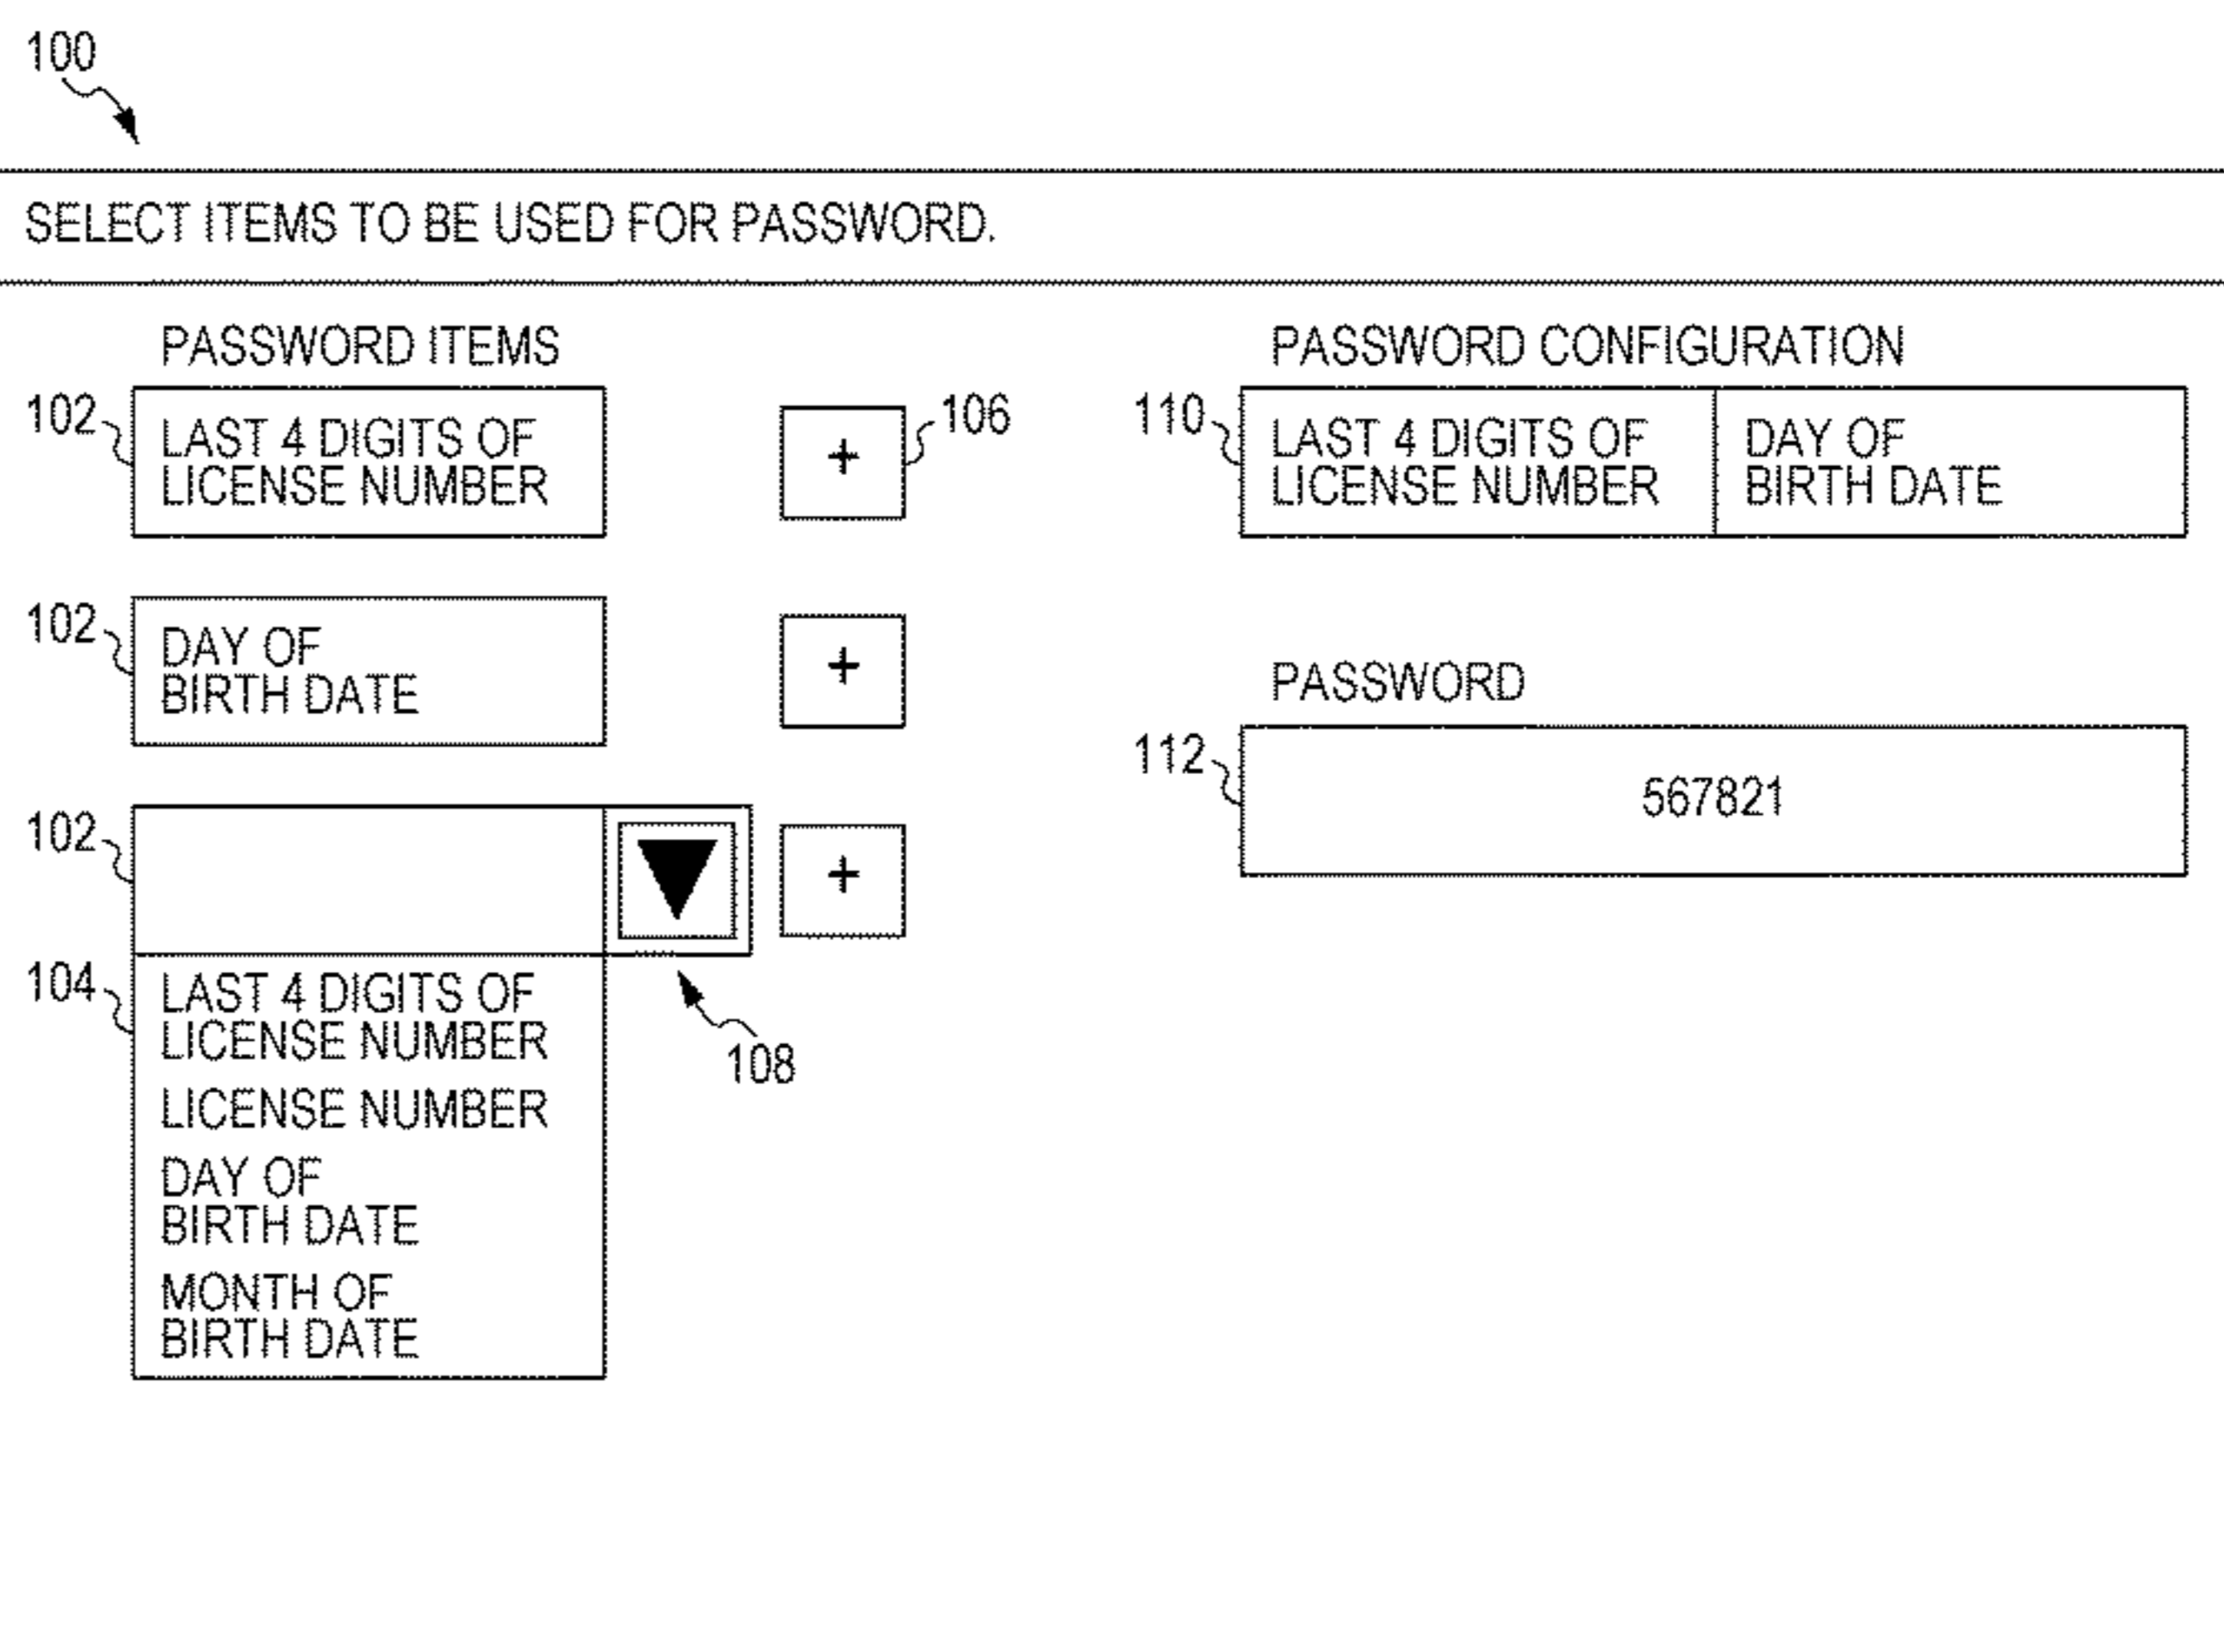 100
SELECT ITEMS TO BE USED FOR PASSWORD.
PASSWORD ITEMS
102
LAST 4 DIGITS OF
LICENSE NUMBER
+
106
102
DAY OF
BIRTH DATE
+
102
+
104
LAST 4 DIGITS OF
LICENSE NUMBER
LICENSE NUMBER
DAY OF
BIRTH DATE
MONTH OF
BIRTH DATE
108
PASSWORD CONFIGURATION
110
LAST 4 DIGITS OF
LICENSE NUMBER
DAY OF
BIRTH DATE
PASSWORD
112
567821